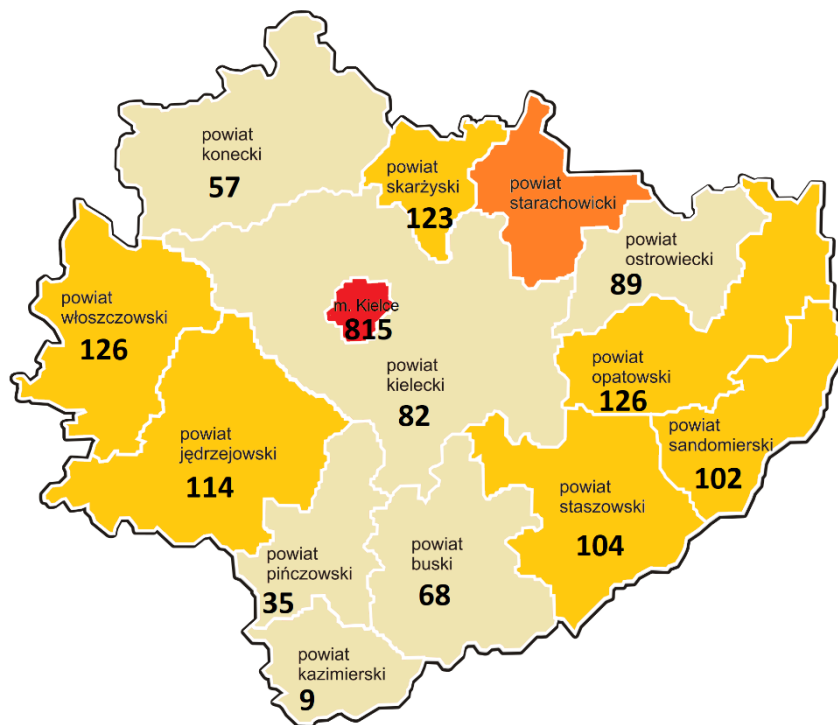 powiat
konecki
57
powiat
skarżyski
123
powiat
starachowicki
powiat
ostrowiecki
89
powiat
włoszczowski
126
m. Kielce
815
powiat
kielecki
82
powiat
opatowski
126
powiat
sandomierski
102
powiat
jędrzejowski
114
powiat
staszowski
104
powiat
pińczowski
35
powiat
buski
68
powiat
kazimierski
9